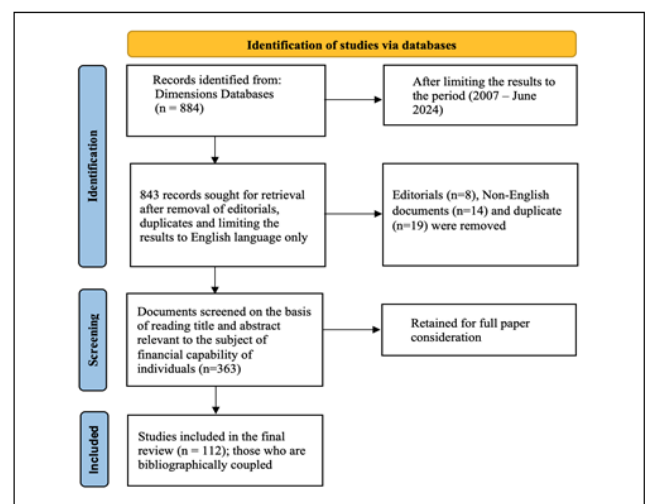 Identification of studies via databases
Identification
Records identified from:
Dimensions Databases
(n = 884)
After limiting the results to
the period (2007 – June
2024)
843 records sought for retrieval
after removal of editorials,
duplicates and limiting the
results to English language only
Editorials (n=8), Non-English
documents (n=14) and duplicate
(n=19) were removed
Screening
Documents screened on the basis
of reading title and abstract
relevant to the subject of
financial capability of
individuals (n=363)
Retained for full paper
consideration
Included
Studies included in the final
review (n = 112); those who are
bibliographically coupled